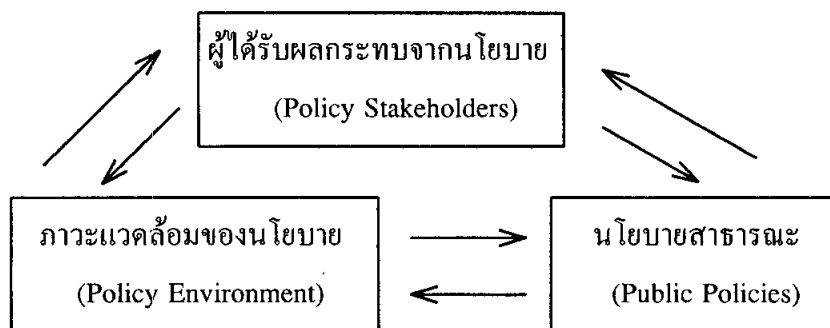 ผู้ได้รับผลกระทบจากนโยบาย
(Policy Stakeholders)
ภาวะแวดล้อมของนโยบาย
(Policy Environment)
นโยบายสาธารณะ
(Public Policies)